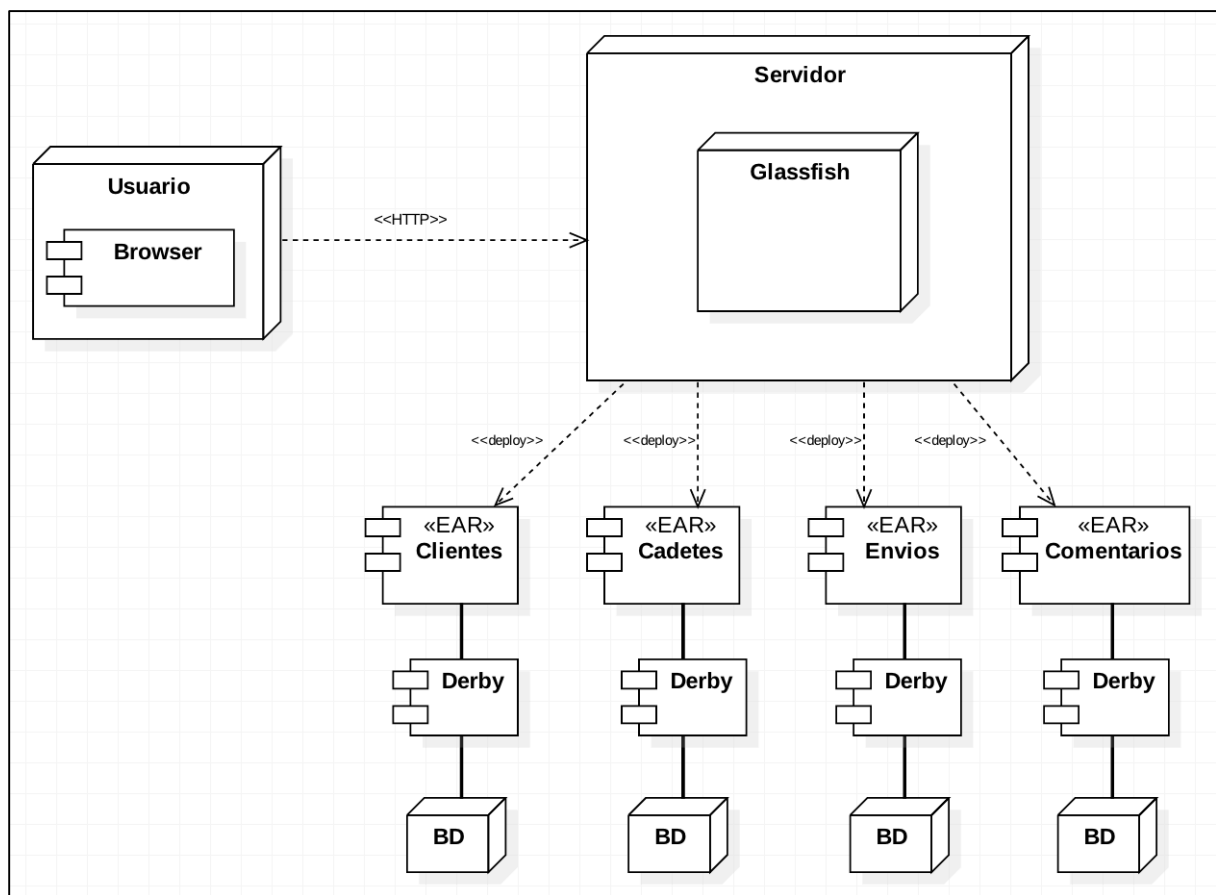 Servidor
Glassfish
Usuario
Browser
<<HTTP>>
<<deploy>>
<<deploy>>
<<deploy>>
<<deploy>>
«EAR»
Clientes
«EAR»
Cadetes
«EAR»
Envios
«EAR»
Comentarios
Derby
Derby
Derby
Derby
BD
BD
BD
BD